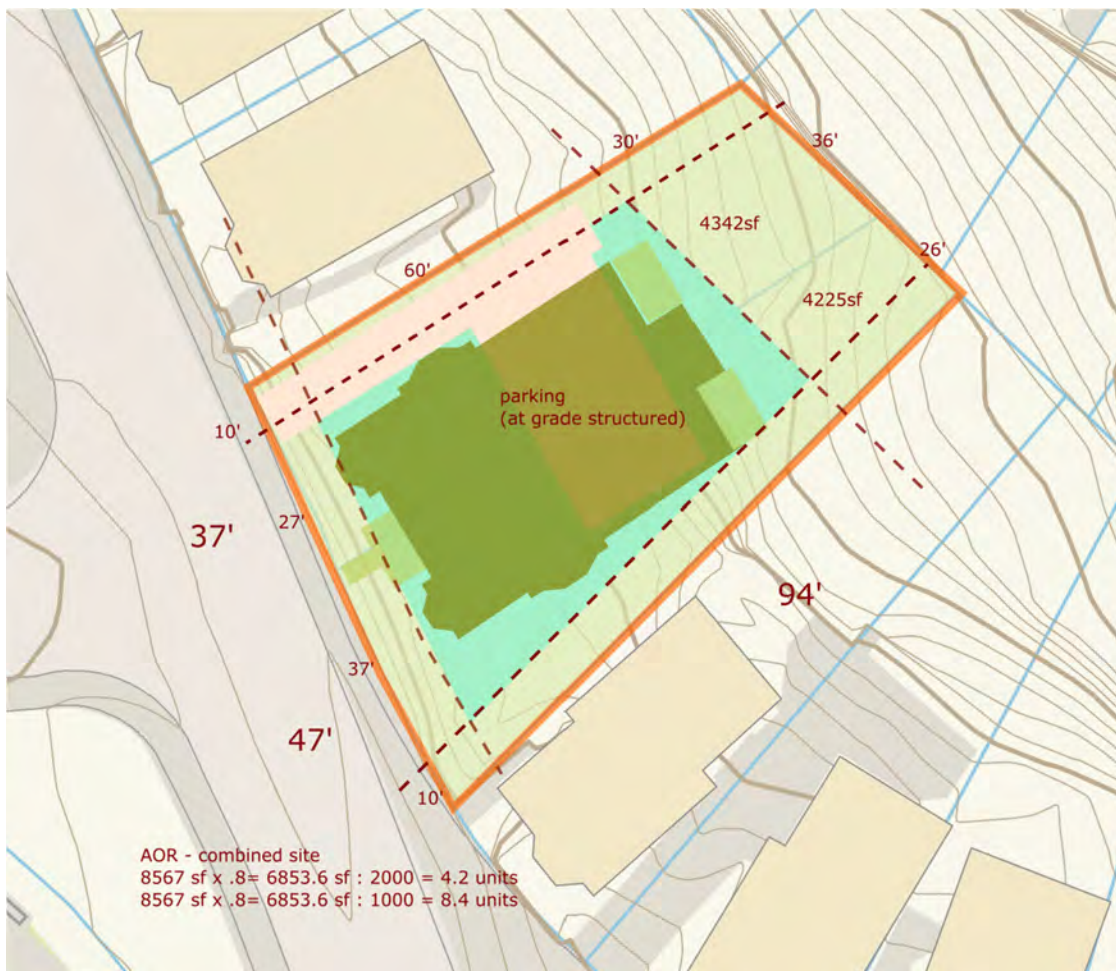 30'
36'
4342sf
26'
60'
4225sf
parking
(at grade structured)
10'
27'
37'
94'
37'
47'
10'
AOR - combined site
8567 sf x .8= 6853.6 sf : 2000 = 4.2 units
8567 sf x .8= 6853.6 sf : 1000 = 8.4 units